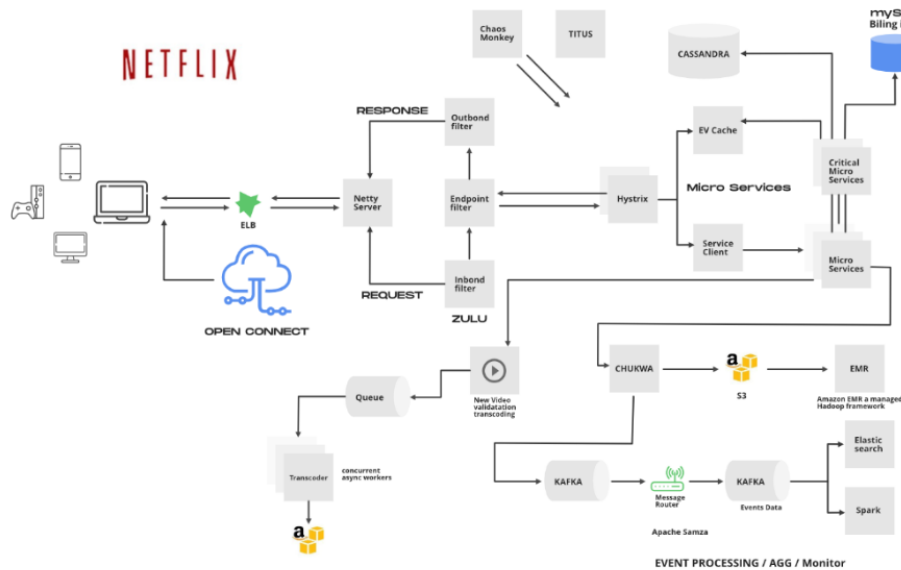 NETFLIX
Chaos
Monkey
TITUS
CASSANDRA
myS
Biling i
RESPONSE
Outbond
filter
EV Cache
Critical
Micro
Services
Netty
Server
Endpoint
filter
Hystrix
Micro Services
ELB
Service
Client
Micro
Services
Inbond
filter
REQUEST
ZULU
OPEN CONNECT
Queue
New Video
validatation
transcoding
CHUKWA
a
S3
EMR
Amazon EMR a managed
Hadoop framework
Transcoder
concurrent
async workers
a
KAFKA
Message
Router
Apache Samza
KAFKA
Events Data
Elastic
search
Spark
EVENT PROCESSING / AGG / Monitor